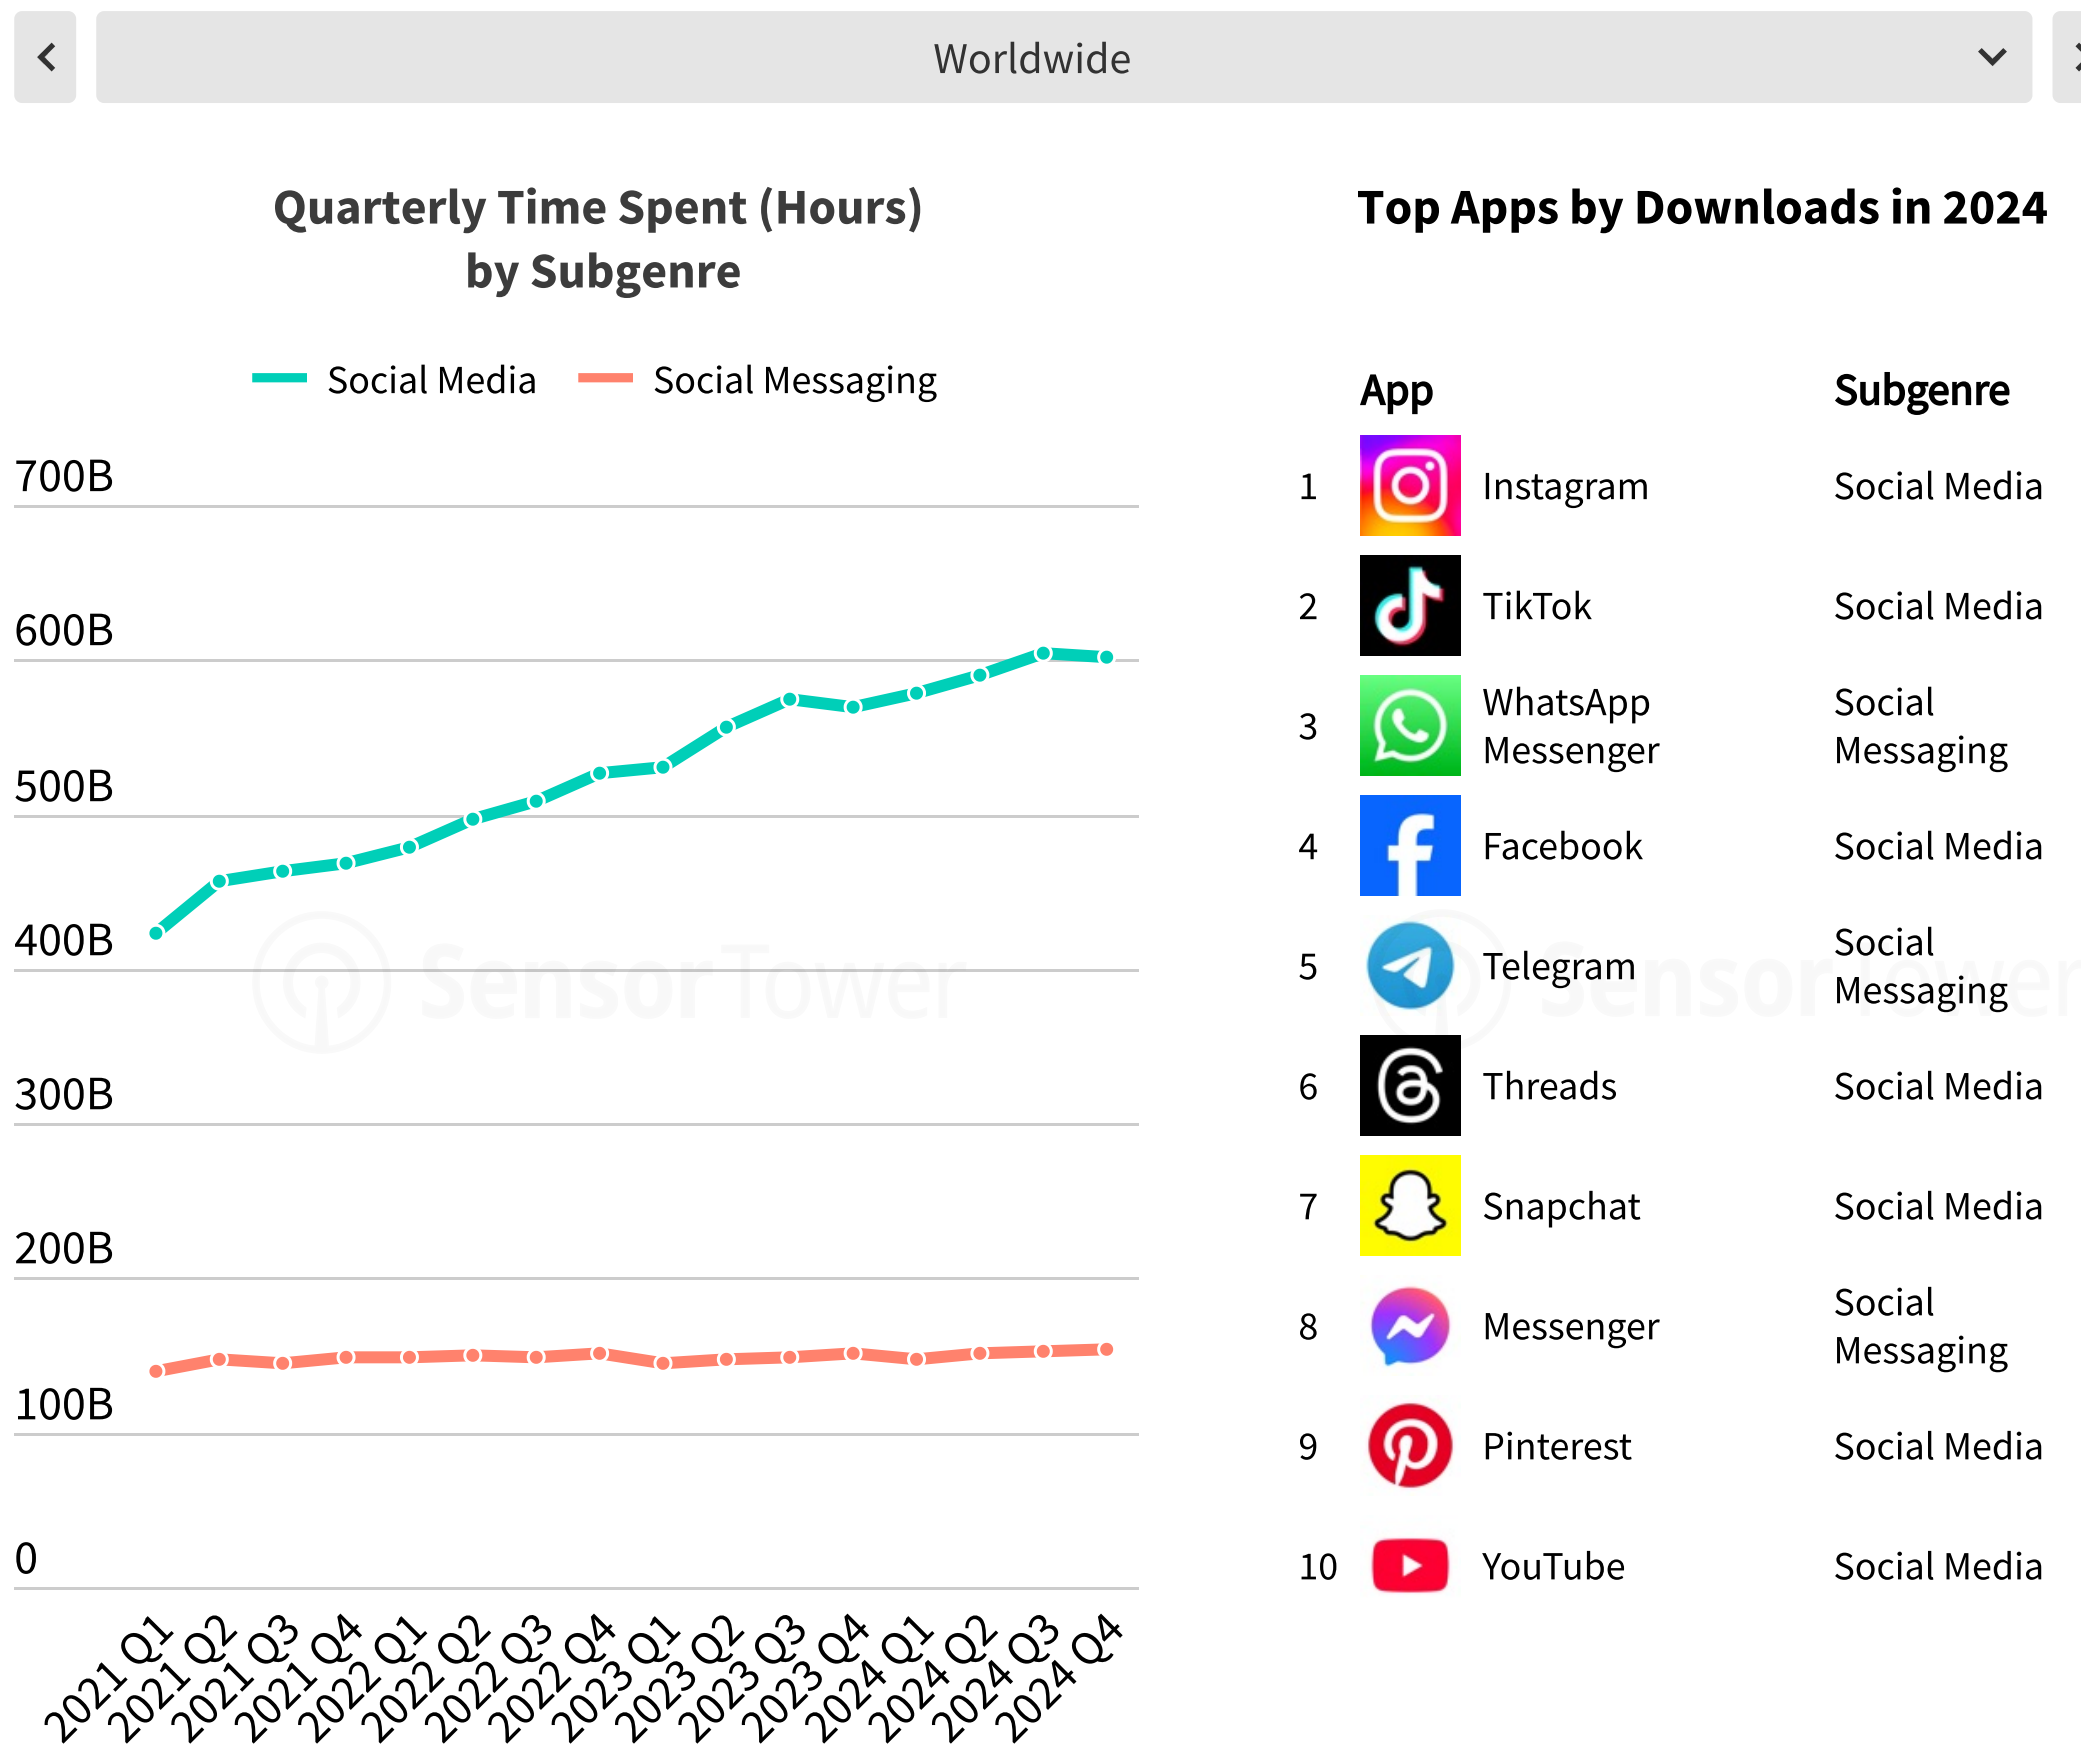 Worldwide
Quarterly Time Spent (Hours)
by Subgenre
Social Media
Social Messaging
700B
600B
500B
400B
300B
200B
100B
0
2021 Q1
2021 Q2
2021 Q3
2021 Q4
2022 Q1
2022 Q2
2022 Q3
2022 Q4
2023 Q1
2023 Q2
2023 Q3
2023 Q4
2024 Q1
2024 Q2
2024 Q3
2024 Q4
SensorTower
Top Apps by Downloads in 2024
App Subgenre
1 Instagram Social Media
2 TikTok Social Media
3 WhatsApp Messenger Social Messaging
4 Facebook Social Media
5 Telegram Social Messaging
6 Threads Social Media
7 Snapchat Social Media
8 Messenger Social Messaging
9 Pinterest Social Media
10 YouTube Social Media
SensorTower